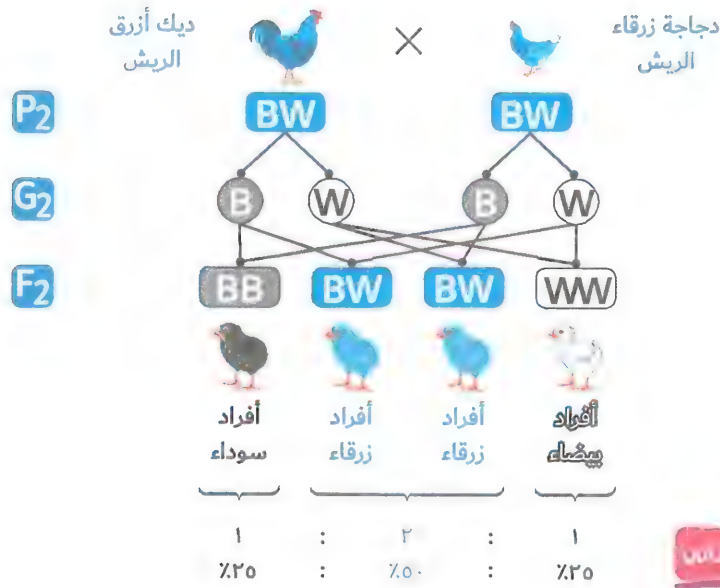 ديك أزرق
الريش
×
دجاجة زرقاء
الريش
P2
BW
BW
G2
B
W
B
W
F2
BB
BW
BW
WW
أفراد
سوداء
أفراد
زرقاء
أفراد
زرقاء
أفراد
بيضاء
١ : ٢ : ١
٪٢٥ : ٪٥٠ : ٪٢٥